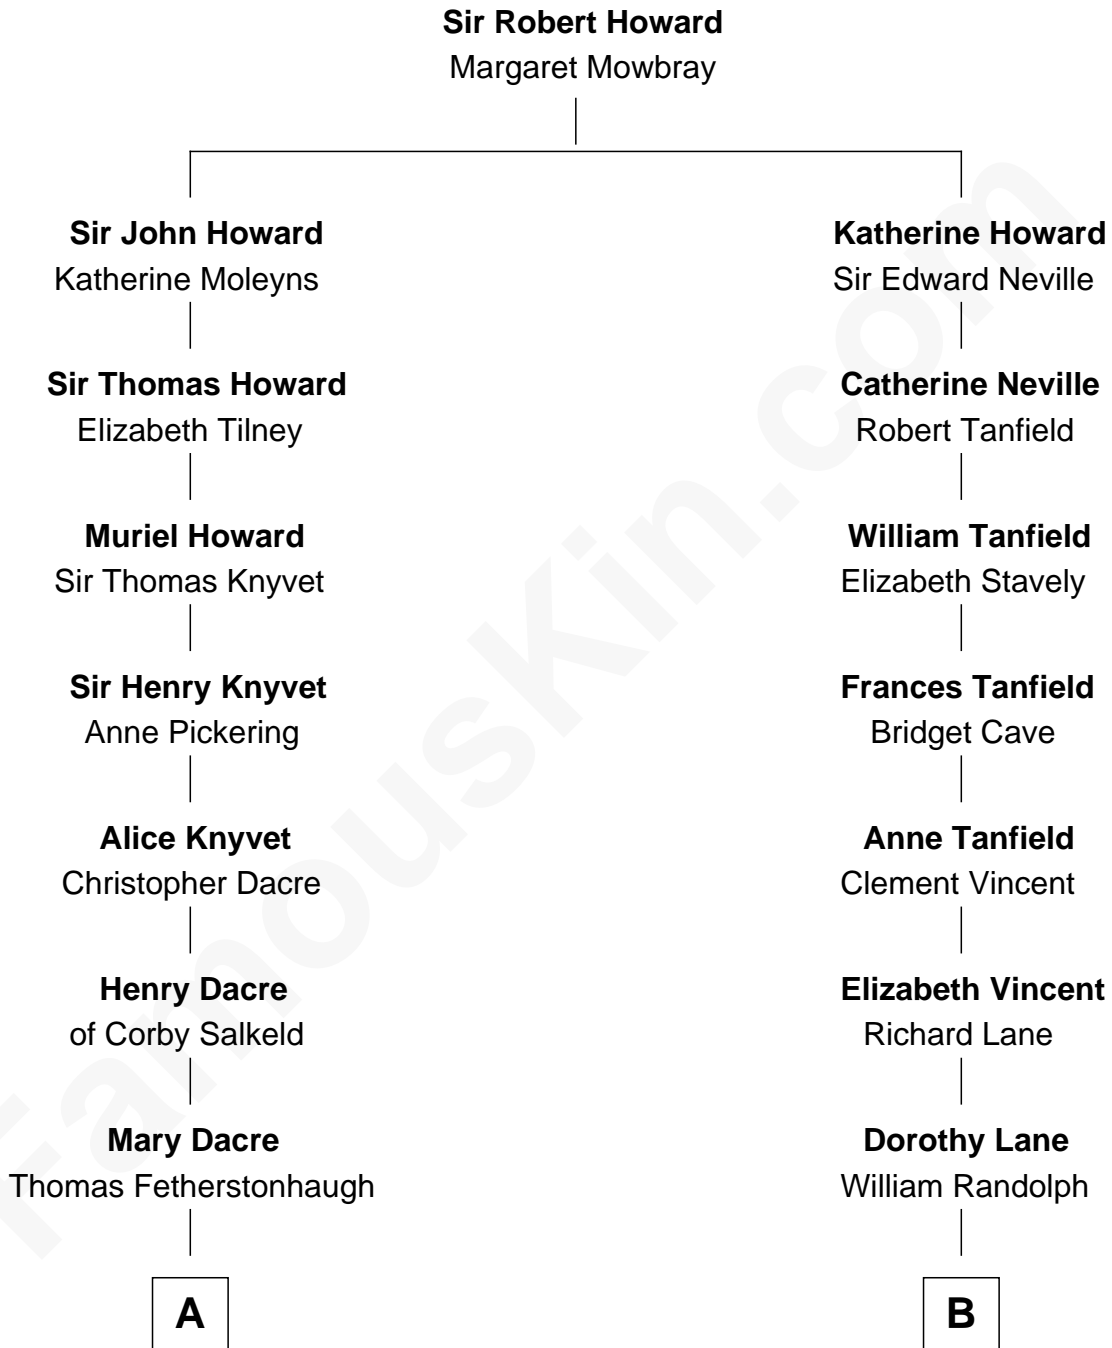 Sir Robert Howard
Margaret Mowbray
Sir John Howard
Katherine Moleyns
Katherine Howard
Sir Edward Neville
Sir Thomas Howard
Elizabeth Tilney
Catherine Neville
Robert Tanfield
Muriel Howard
Sir Thomas Knyvet
William Tanfield
Elizabeth Stavely
Sir Henry Knyvet
Anne Pickering
Frances Tanfield
Bridget Cave
Alice Knyvet
Christopher Dacre
Anne Tanfield
Clement Vincent
Henry Dacre
of Corby Salkeld
Elizabeth Vincent
Richard Lane
Mary Dacre
Thomas Fetherstonhaugh
Dorothy Lane
William Randolph
A
B
FamousKin.com